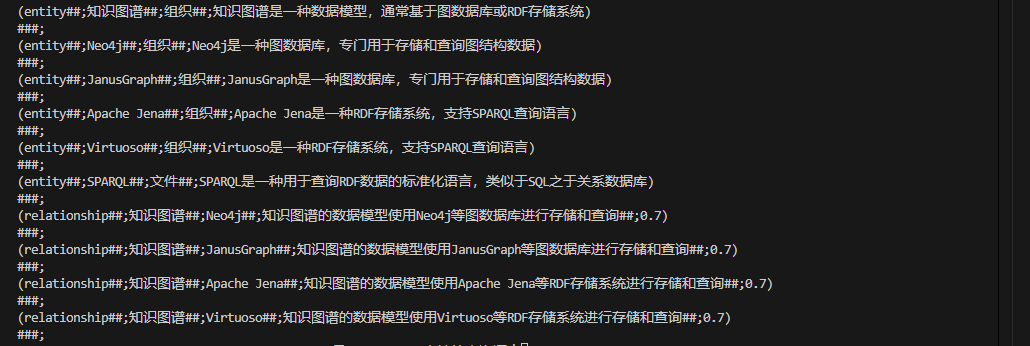 (entity##;知识图谱##;组织##;知识图谱是一种数据模型，通常基于图数据库或RDF存储系统)
###;
(entity##;Neo4j##;组织##;Neo4j是一种图数据库，专门用于存储和查询图结构数据)
###;
(entity##;JanusGraph##;组织##;JanusGraph是一种图数据库，专门用于存储和查询图结构数据)
###;
(entity##;Apache Jena##;组织##;Apache Jena是一种RDF存储系统，支持SPARQL查询语言)
###;
(entity##;Virtuoso##;组织##;Virtuoso是一种RDF存储系统，支持SPARQL查询语言)
###;
(entity##;SPARQL##;文件##;SPARQL是一种用于查询RDF数据的标准化语言，类似于SQL之于关系数据库)
###;
(relationship##;知识图谱##;Neo4j##;知识图谱的数据模型使用Neo4j等图数据库进行存储和查询##;0.7)
###;
(relationship##;知识图谱##;JanusGraph##;知识图谱的数据模型使用JanusGraph等图数据库进行存储和查询##;0.7)
###;
(relationship##;知识图谱##;Apache Jena##;知识图谱的数据模型使用Apache Jena等RDF存储系统进行存储和查询##;0.7)
###;
(relationship##;知识图谱##;Virtuoso##;知识图谱的数据模型使用Virtuoso等RDF存储系统进行存储和查询##;0.7)
###;